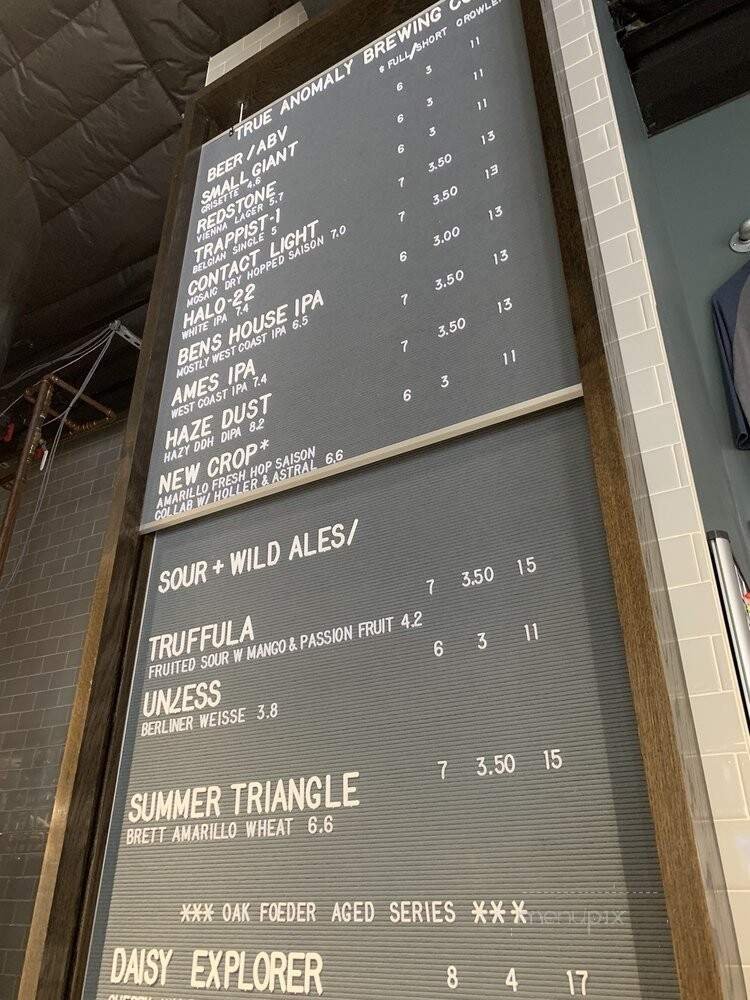 TRUE ANOMALY BREWING CO
BEER/ABV $ FULL/SHORT CROWLER
SMALL GIANT 6 3 11
GRISETTE 4.6
REDSTONE 6 3 11
VIENNA LAGER 5.7
TRAPPIST-1 6 3 11
BELGIAN SINGLE 5
CONTACT LIGHT 7 3.50 13
MOSAIC DRY HOPPED SAISON 7.0
HALO-22 7 3.50 13
WHITE IPA 7.4
BENS HOUSE IPA 6 3.00 13
MOSTLY WEST COAST IPA 6.5
AMES IPA 7 3.50 13
WEST COAST IPA 7.4
HAZE DUST 7 3.50 13
HAZY DDH DIPA 8.2
NEW CROP* 6 3 11
AMARILLO FRESH HOP SAISON
COLLAB W/ HOLLER & ASTRAL 6.6
SOUR + WILD ALES/
TRUFFULA 7 3.50 15
FRUITED SOUR W MANGO & PASSION FRUIT 4.2
UNLESS 6 3 11
BERLINER WEISSE 3.8
SUMMER TRIANGLE 7 3.50 15
BRETT AMARILLO WHEAT 6.6
*** OAK FOEDER AGED SERIES ***
menupix
DAISY EXPLORER 8 4 17